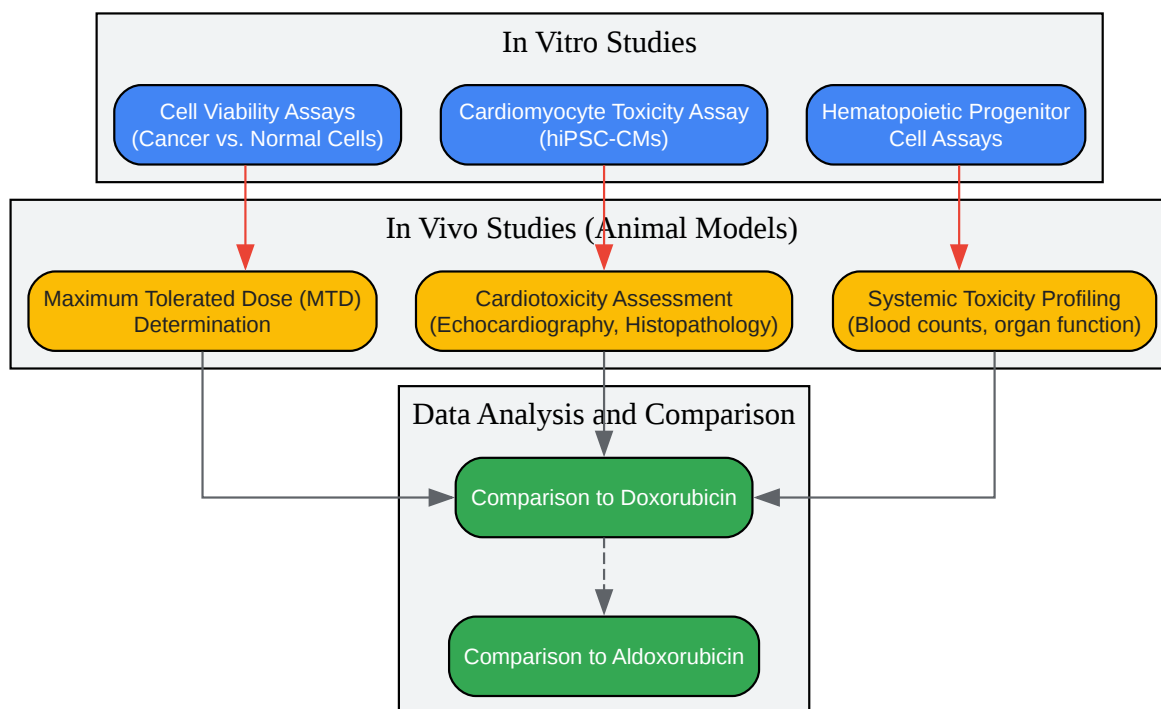 In Vitro Studies
Cell Viability Assays
(Cancer vs. Normal Cells)
Cardiomyocyte Toxicity Assay
(hiPSC-CMs)
Hematopoietic Progenitor
Cell Assays
In Vivo Studies (Animal Models)
Maximum Tolerated Dose (MTD)
Determination
Cardiotoxicity Assessment
(Echocardiography, Histopathology)
Systemic Toxicity Profiling
(Blood counts, organ function)
Data Analysis and Comparison
Comparison to Doxorubicin
Comparison to Aldoxorubicin